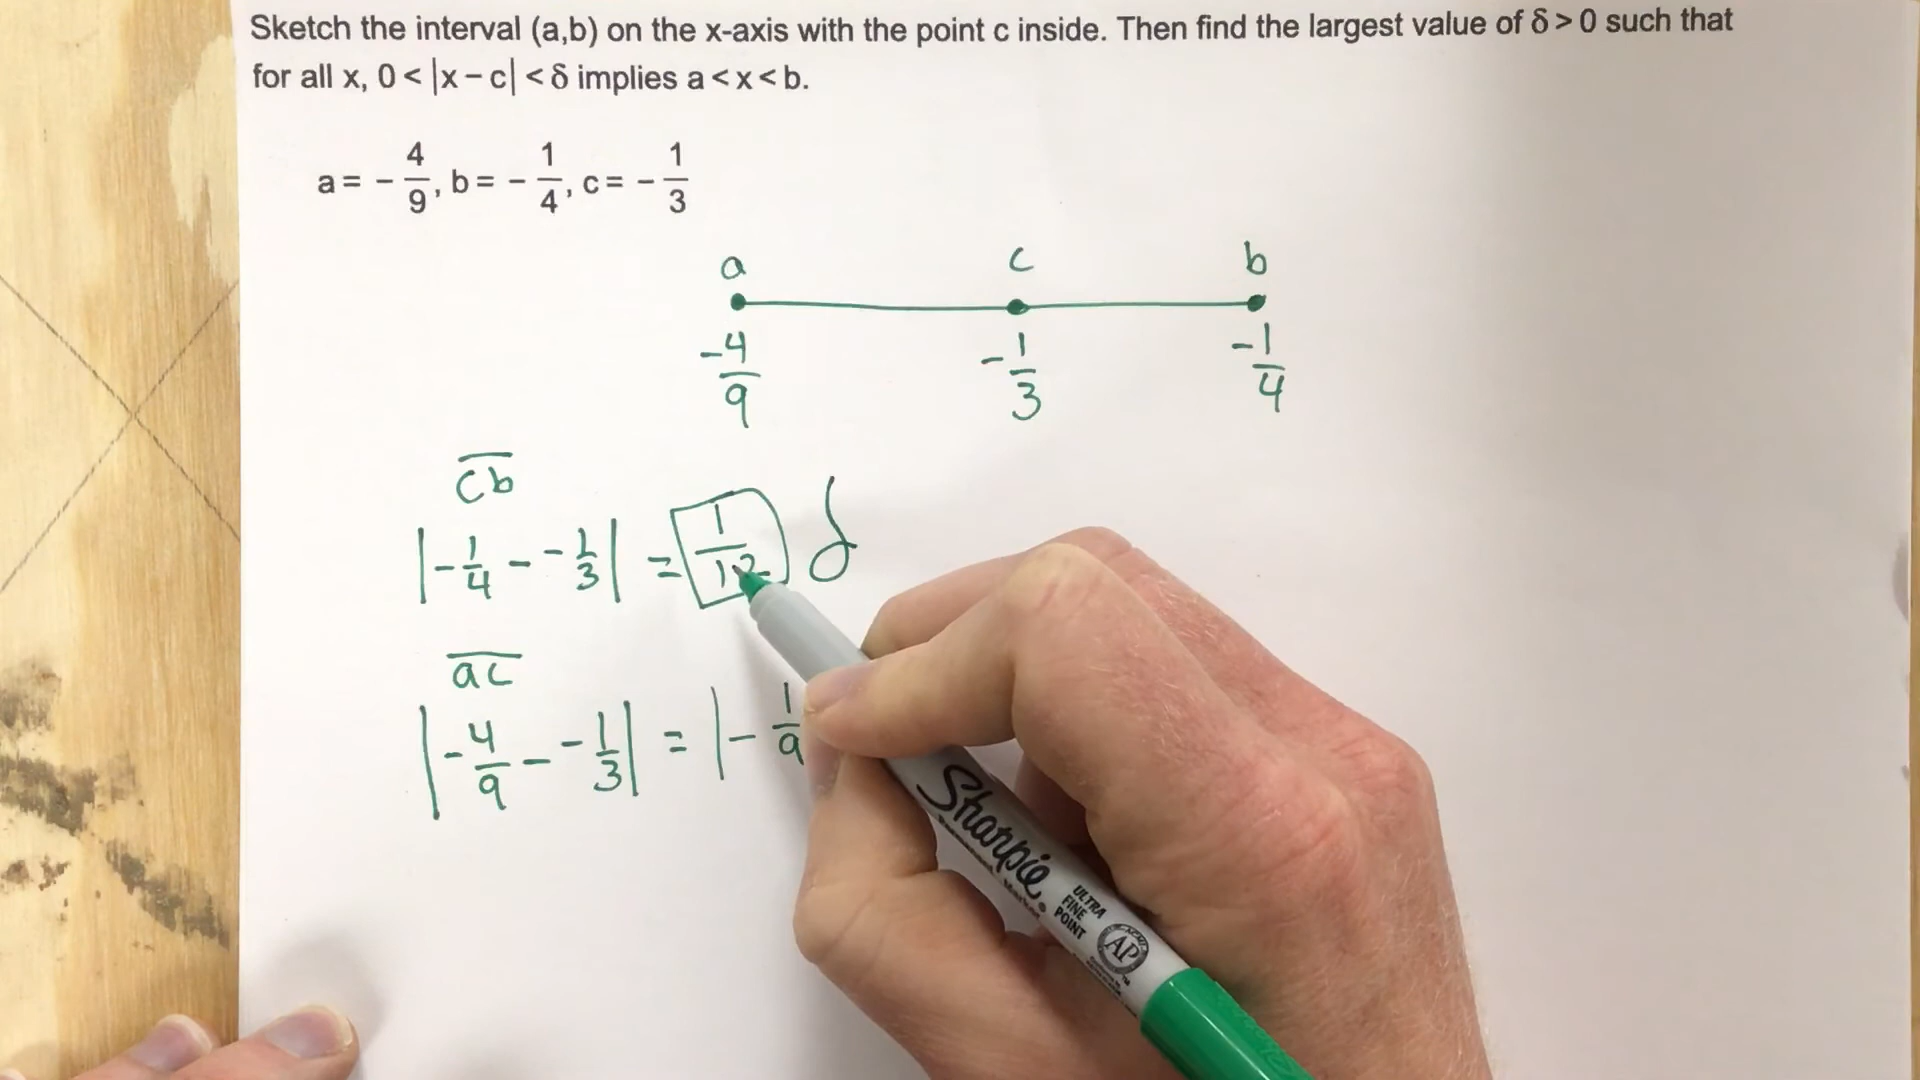 Sketch the interval (a,b) on the x-axis with the point c inside. Then find the largest value of δ > 0 such that
for all x, 0 < |x − c| < δ implies a < x < b.
a = − 4/9, b = − 1/4, c = − 1/3
a c b
-4/9 -1/3 -1/4
cb
|-1/4 - -1/3| = 1/12 δ
ac
|-4/9 - -1/3| = |- 1/9
Sharpie
ULTRA
FINE
POINT
AP